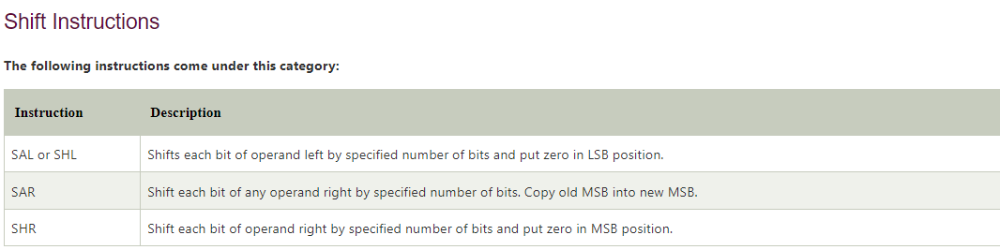 Shift Instructions
The following instructions come under this category:
Instruction Description
SAL or SHL Shifts each bit of operand left by specified number of bits and put zero in LSB position.
SAR Shift each bit of any operand right by specified number of bits. Copy old MSB into new MSB.
SHR Shift each bit of operand right by specified number of bits and put zero in MSB position.